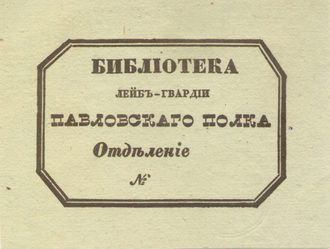 БИБЛІОТЕКА
ЛЕЙБЪ-ГВАРДІИ
ПАВЛОВСКАГО ПОЛКА
Отдѣленіе
№